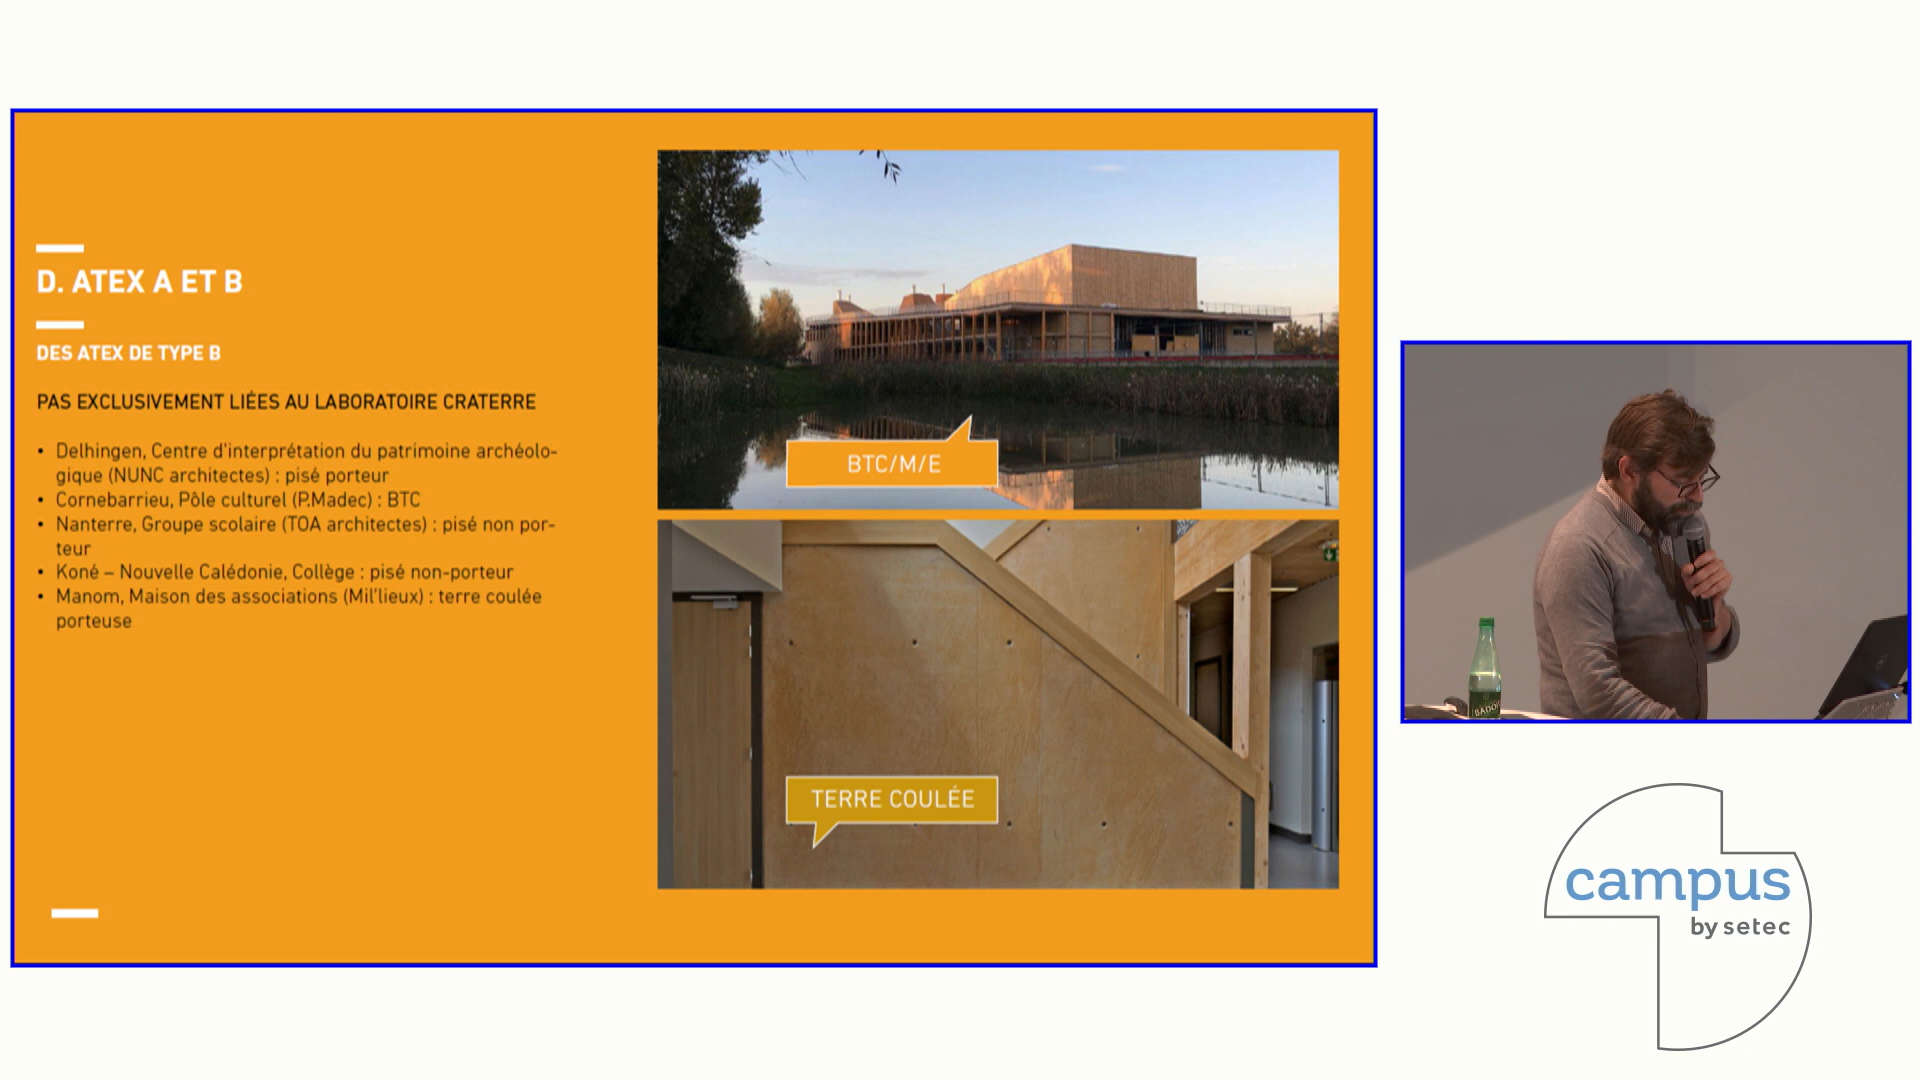 D. ATEX A ET B
DES ATEX DE TYPE B
PAS EXCLUSIVEMENT LIÉES AU LABORATOIRE CRATERRE
• Delhingen, Centre d'interprétation du patrimoine archéolo-
gique (NUNC architectes) : pisé porteur
• Cornebarrieu, Pôle culturel (P.Madec) : BTC
• Nanterre, Groupe scolaire (TOA architectes) : pisé non por-
teur
• Koné – Nouvelle Calédonie, Collège : pisé non-porteur
• Manom, Maison des associations (Mil'lieux) : terre coulée
porteuse
BTC/M/E
TERRE COULÉE
campus
by setec